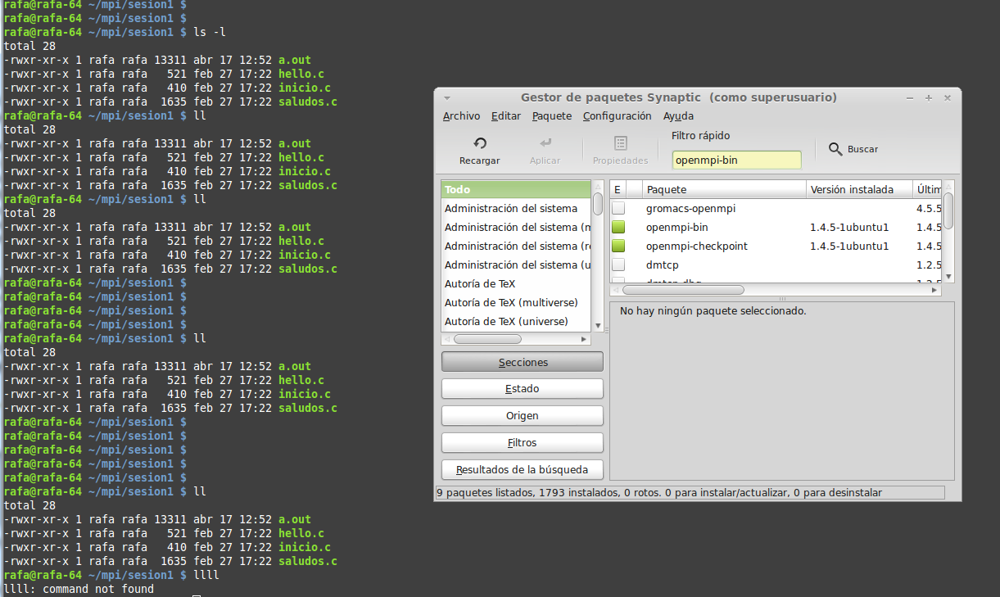 rafa@rafa-64 ~/mpi/sesion1 $
rafa@rafa-64 ~/mpi/sesion1 $
rafa@rafa-64 ~/mpi/sesion1 $ ls -l
total 28
-rwxr-xr-x 1 rafa rafa 13311 abr 17 12:52 a.out
-rwxr-xr-x 1 rafa rafa   521 feb 27 17:22 hello.c
-rwxr-xr-x 1 rafa rafa   410 feb 27 17:22 inicio.c
-rwxr-xr-x 1 rafa rafa  1635 feb 27 17:22 saludos.c
rafa@rafa-64 ~/mpi/sesion1 $ ll
total 28
-rwxr-xr-x 1 rafa rafa 13311 abr 17 12:52 a.out
-rwxr-xr-x 1 rafa rafa   521 feb 27 17:22 hello.c
-rwxr-xr-x 1 rafa rafa   410 feb 27 17:22 inicio.c
-rwxr-xr-x 1 rafa rafa  1635 feb 27 17:22 saludos.c
rafa@rafa-64 ~/mpi/sesion1 $ ll
total 28
-rwxr-xr-x 1 rafa rafa 13311 abr 17 12:52 a.out
-rwxr-xr-x 1 rafa rafa   521 feb 27 17:22 hello.c
-rwxr-xr-x 1 rafa rafa   410 feb 27 17:22 inicio.c
-rwxr-xr-x 1 rafa rafa  1635 feb 27 17:22 saludos.c
rafa@rafa-64 ~/mpi/sesion1 $
rafa@rafa-64 ~/mpi/sesion1 $
rafa@rafa-64 ~/mpi/sesion1 $
rafa@rafa-64 ~/mpi/sesion1 $
rafa@rafa-64 ~/mpi/sesion1 $ ll
total 28
-rwxr-xr-x 1 rafa rafa 13311 abr 17 12:52 a.out
-rwxr-xr-x 1 rafa rafa   521 feb 27 17:22 hello.c
-rwxr-xr-x 1 rafa rafa   410 feb 27 17:22 inicio.c
-rwxr-xr-x 1 rafa rafa  1635 feb 27 17:22 saludos.c
rafa@rafa-64 ~/mpi/sesion1 $
rafa@rafa-64 ~/mpi/sesion1 $
rafa@rafa-64 ~/mpi/sesion1 $
rafa@rafa-64 ~/mpi/sesion1 $
rafa@rafa-64 ~/mpi/sesion1 $
rafa@rafa-64 ~/mpi/sesion1 $ ll
total 28
-rwxr-xr-x 1 rafa rafa 13311 abr 17 12:52 a.out
-rwxr-xr-x 1 rafa rafa   521 feb 27 17:22 hello.c
-rwxr-xr-x 1 rafa rafa   410 feb 27 17:22 inicio.c
-rwxr-xr-x 1 rafa rafa  1635 feb 27 17:22 saludos.c
rafa@rafa-64 ~/mpi/sesion1 $ llll
llll: command not found
Gestor de paquetes Synaptic (como superusuario)
Archivo Editar Paquete Configuración Ayuda
Recargar
Aplicar
Propiedades
Filtro rápido
openmpi-bin
Buscar
Todo
Administración del sistema
Administración del sistema (m
Administración del sistema (re
Administración del sistema (u
Autoría de TeX
Autoría de TeX (multiverse)
Autoría de TeX (universe)
Secciones
Estado
Origen
Filtros
Resultados de la búsqueda
E Paquete Versión instalada Últim
gromacs-openmpi 4.5.5
openmpi-bin 1.4.5-1ubuntu1 1.4.5
openmpi-checkpoint 1.4.5-1ubuntu1 1.4.5
dmtcp 1.2.5
No hay ningún paquete seleccionado.
9 paquetes listados, 1793 instalados, 0 rotos. 0 para instalar/actualizar, 0 para desinstalar